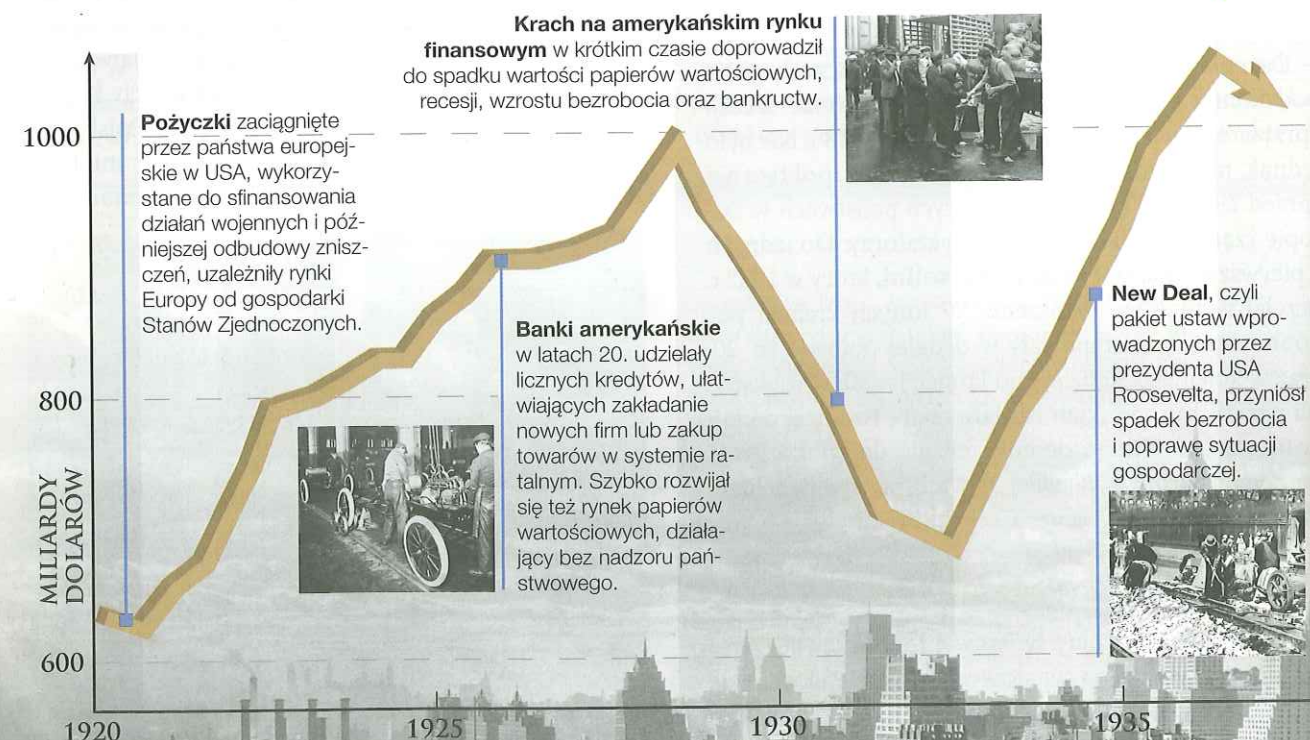 Krach na amerykańskim rynku
finansowym w krótkim czasie doprowadził
do spadku wartości papierów wartościowych,
recesji, wzrostu bezrobocia oraz bankructw.
1000
Pożyczki zaciągnięte
przez państwa europej-
skie w USA, wykorzy-
stane do sfinansowania
działań wojennych i póź-
niejszej odbudowy znisz-
czeń, uzależniły rynki
Europy od gospodarki
Stanów Zjednoczonych.
Banki amerykańskie
w latach 20. udzielały
licznych kredytów, ułat-
wiających zakładanie
nowych firm lub zakup
towarów w systemie ra-
talnym. Szybko rozwijał
się też rynek papierów
wartościowych, działa-
jący bez nadzoru pań-
stwowego.
New Deal, czyli
pakiet ustaw wpro-
wadzonych przez
prezydenta USA
Roosevelta, przyniósł
spadek bezrobocia
i poprawę sytuacji
gospodarczej.
800
MILIARDY
DOLARÓW
600
1920
1925
1930
1935